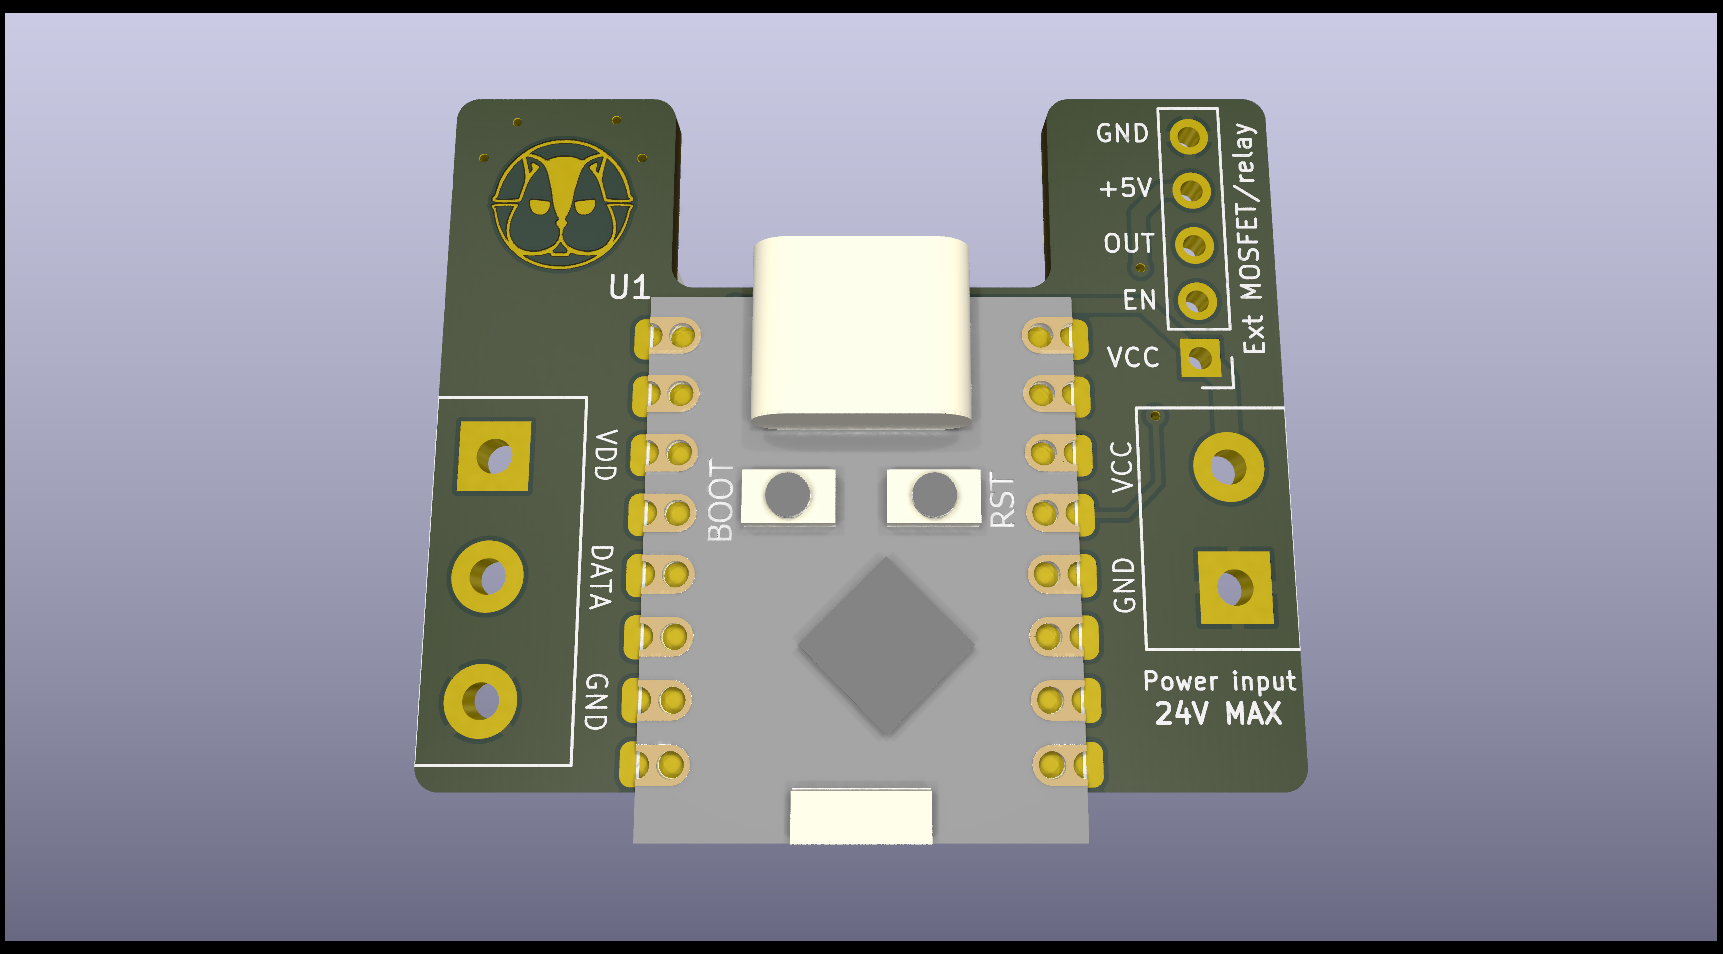 U1
GND
+5V
OUT
EN
VCC
Ext MOSFET/relay
VDD
DATA
GND
BOOT
RST
VCC
GND
Power input
24V MAX